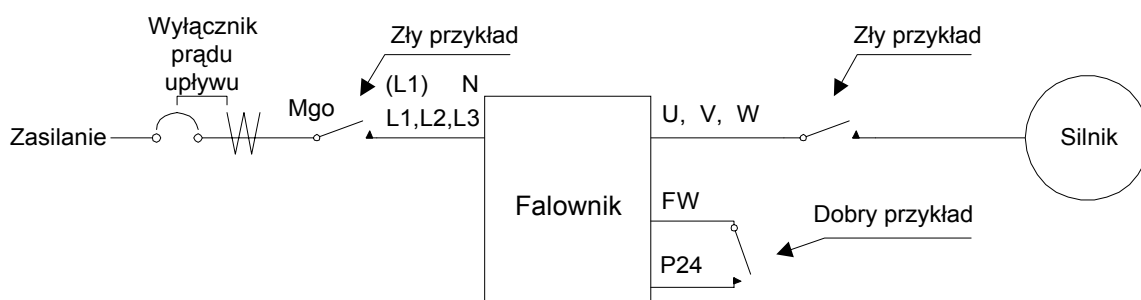 Wyłącznik
prądu
upływu
Zły przykład
Zły przykład
(L1) N
Mgo
L1,L2,L3
U, V, W
Zasilanie
Silnik
Falownik
FW
Dobry przykład
P24